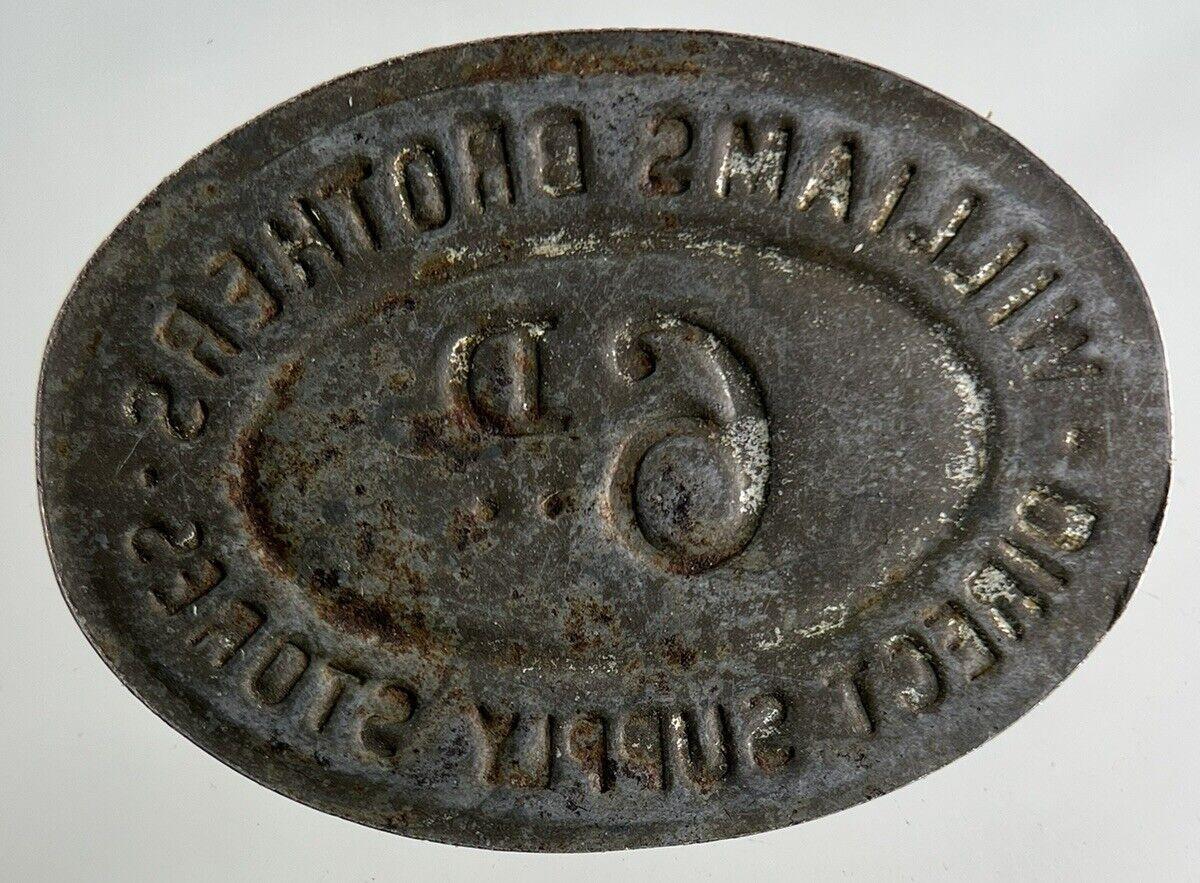 WILLIAMS BROTHERS
· DIRECT SUPPLY STORES ·
6D